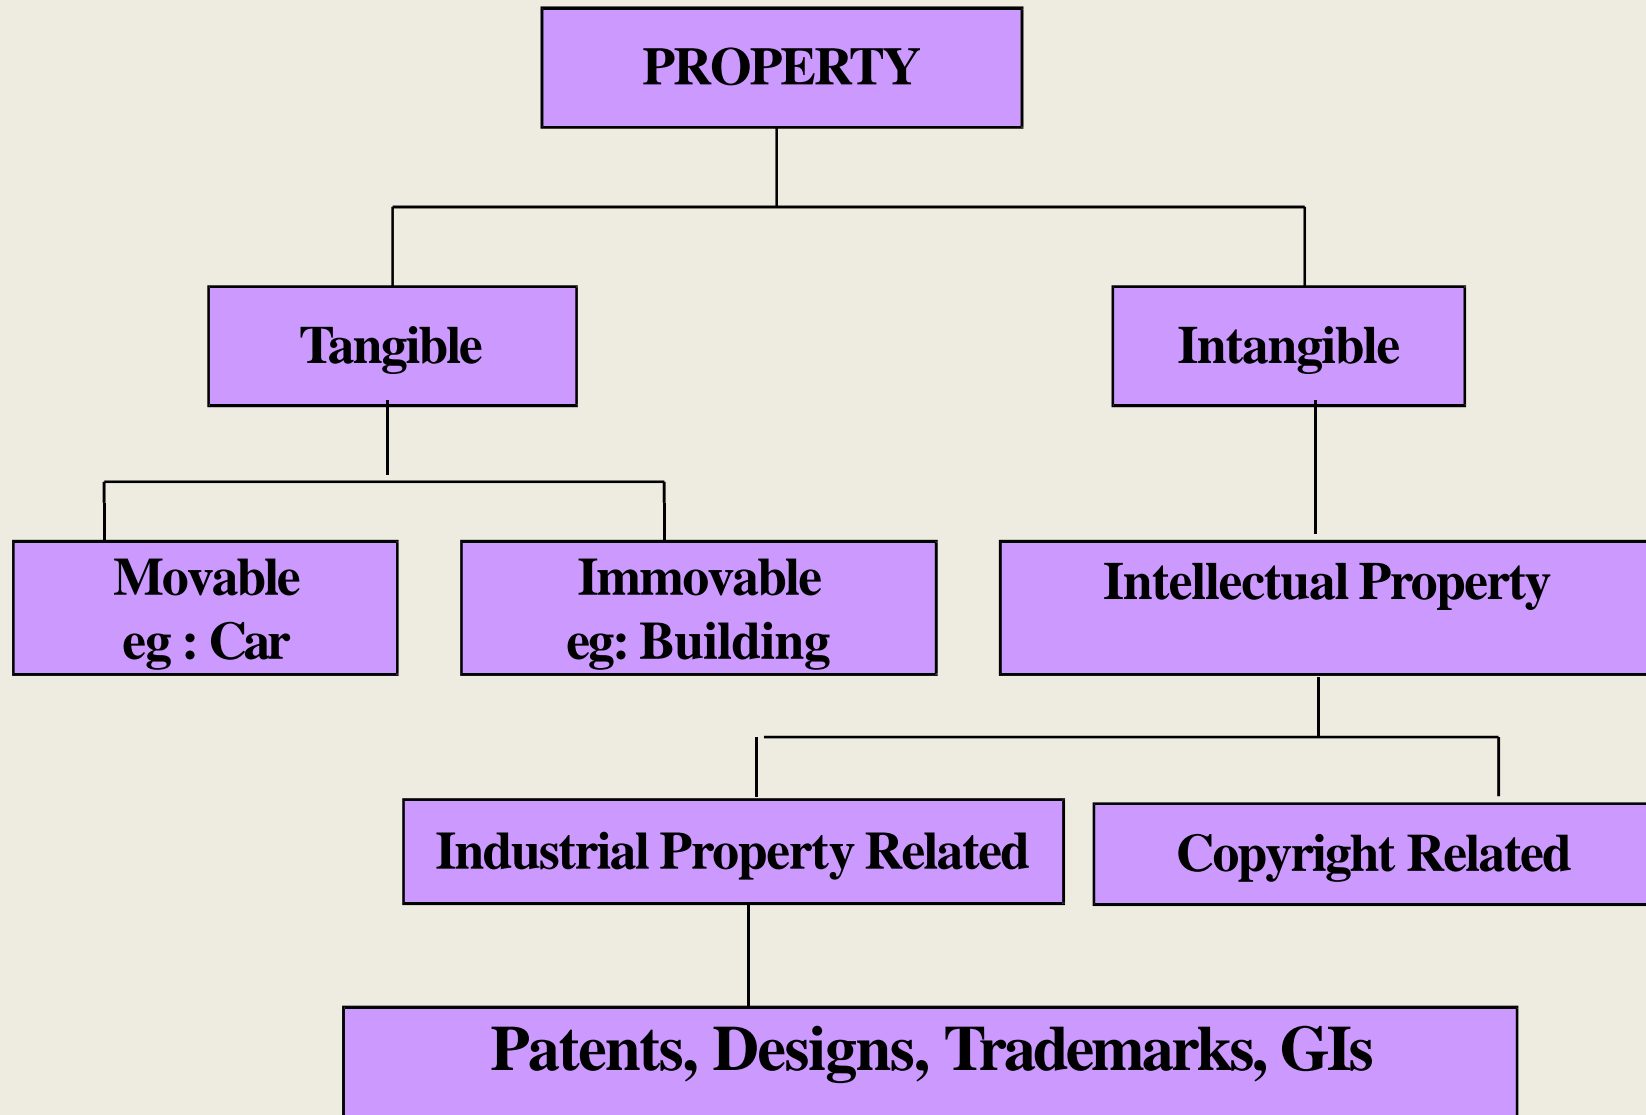 PROPERTY
Tangible
Intangible
Movable
eg : Car
Immovable
eg: Building
Intellectual Property
Industrial Property Related
Copyright Related
Patents, Designs, Trademarks, GIs